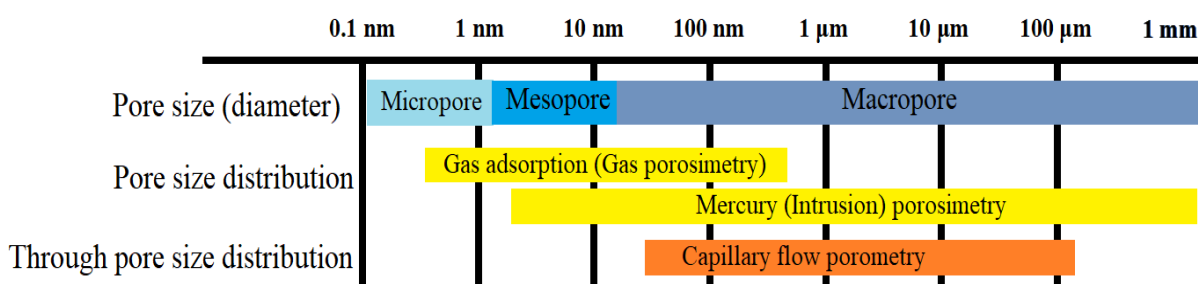 0.1 nm 1 nm 10 nm 100 nm 1 μm 10 μm 100 μm 1 mm
Pore size (diameter) Micropore Mesopore Macropore
Pore size distribution Gas adsorption (Gas porosimetry)
Mercury (Intrusion) porosimetry
Through pore size distribution Capillary flow porometry